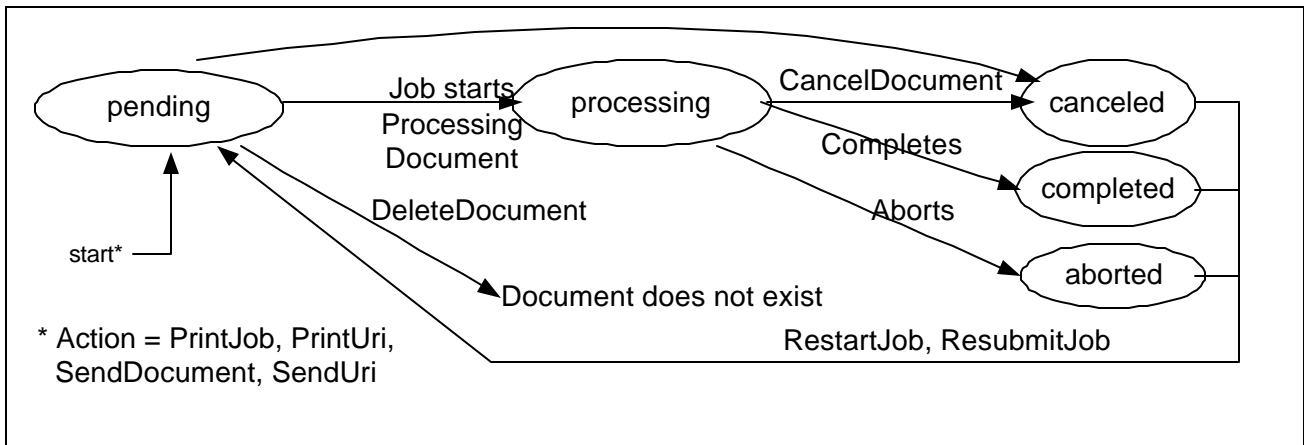 pending
Job starts
Processing
Document
processing
CancelDocument
canceled
Completes
completed
DeleteDocument
Aborts
start*
aborted
Document does not exist
* Action = PrintJob, PrintUri,
SendDocument, SendUri
RestartJob, ResubmitJob